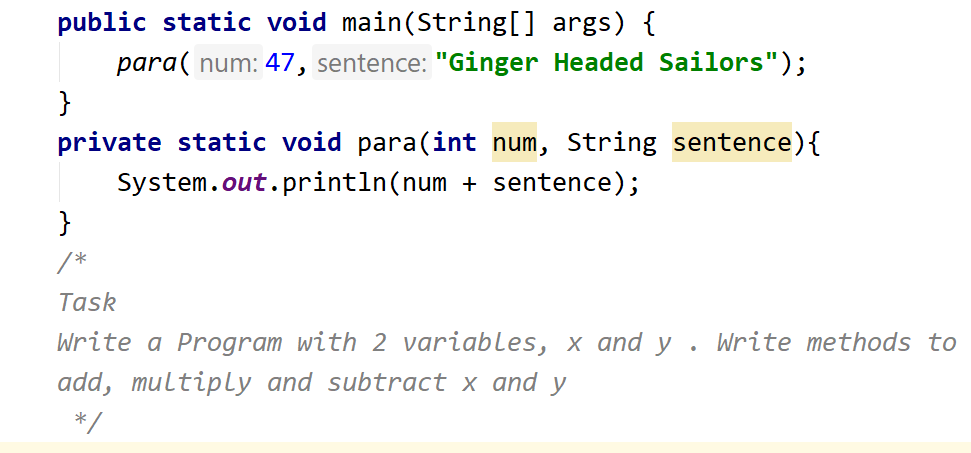 public static void main(String[] args) {
para( num: 47, sentence: "Ginger Headed Sailors");
}
private static void para(int num, String sentence){
System.out.println(num + sentence);
}
/*
Task
Write a Program with 2 variables, x and y . Write methods to
add, multiply and subtract x and y
*/